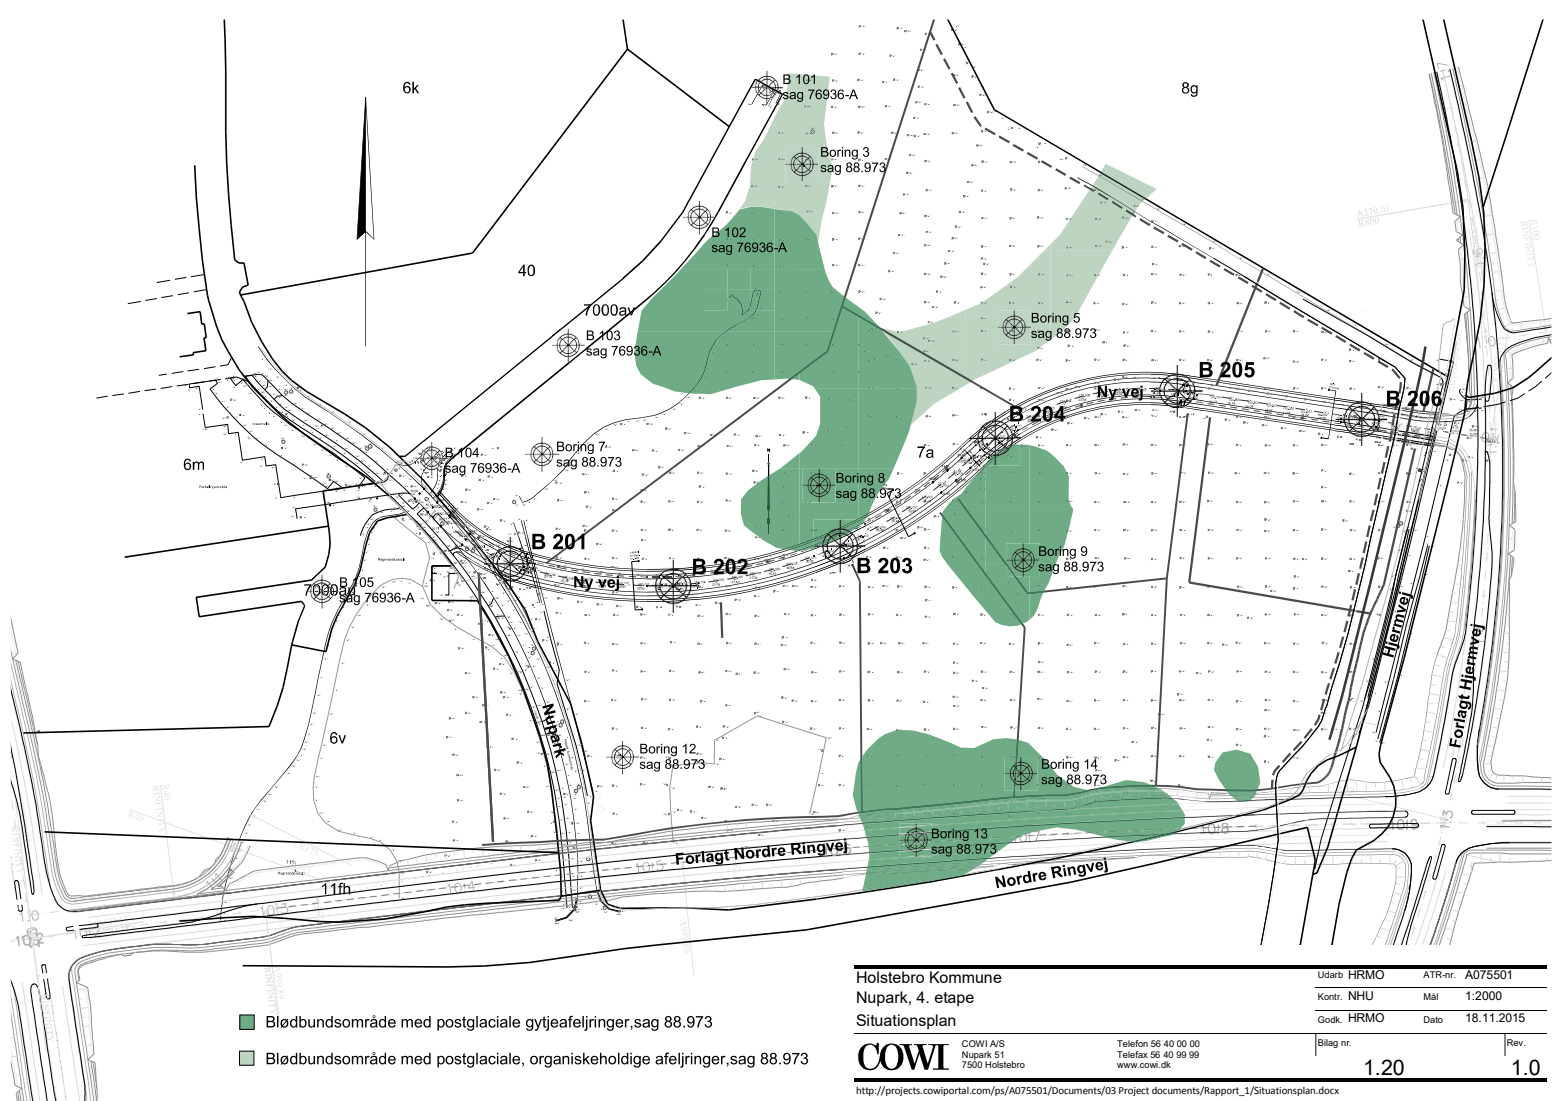 6k
8g
B 101
sag 76936-A
Boring 3
sag 88.973
B 102
sag 76936-A
40
7000av
B 103
sag 76936-A
Boring 5
sag 88.973
A220.01
R800
B 205
Ny vej
B 206
B 204
7a
Boring 7
sag 88.973
B 104
sag 76936-A
6m
Boring 8
sag 88.973
B 201
B 202
B 203
Ny vej
Boring 9
sag 88.973
B 105
7000au
sag 76936-A
Hjermvej
Forlagt Hjermvej
Nupark
6v
Boring 12
sag 88.973
Boring 14
sag 88.973
Boring 13
sag 88.973
Forlagt Nordre Ringvej
Nordre Ringvej
11fh
Blødbundsområde med postglaciale gytjeafeljringer,sag 88.973
Blødbundsområde med postglaciale, organiskeholdige afeljringer,sag 88.973
Holstebro Kommune
Nupark, 4. etape
Situationsplan
Udarb HRMO ATR-nr. A075501
Kontr. NHU Mål 1:2000
Godk. HRMO Dato 18.11.2015
COWI
COWI A/S
Nupark 51
7500 Holstebro
Telefon 56 40 00 00
Telefax 56 40 99 99
www.cowi.dk
Bilag nr.
1.20
Rev.
1.0
http://projects.cowiportal.com/ps/A075501/Documents/03 Project documents/Rapport_1/Situationsplan.docx